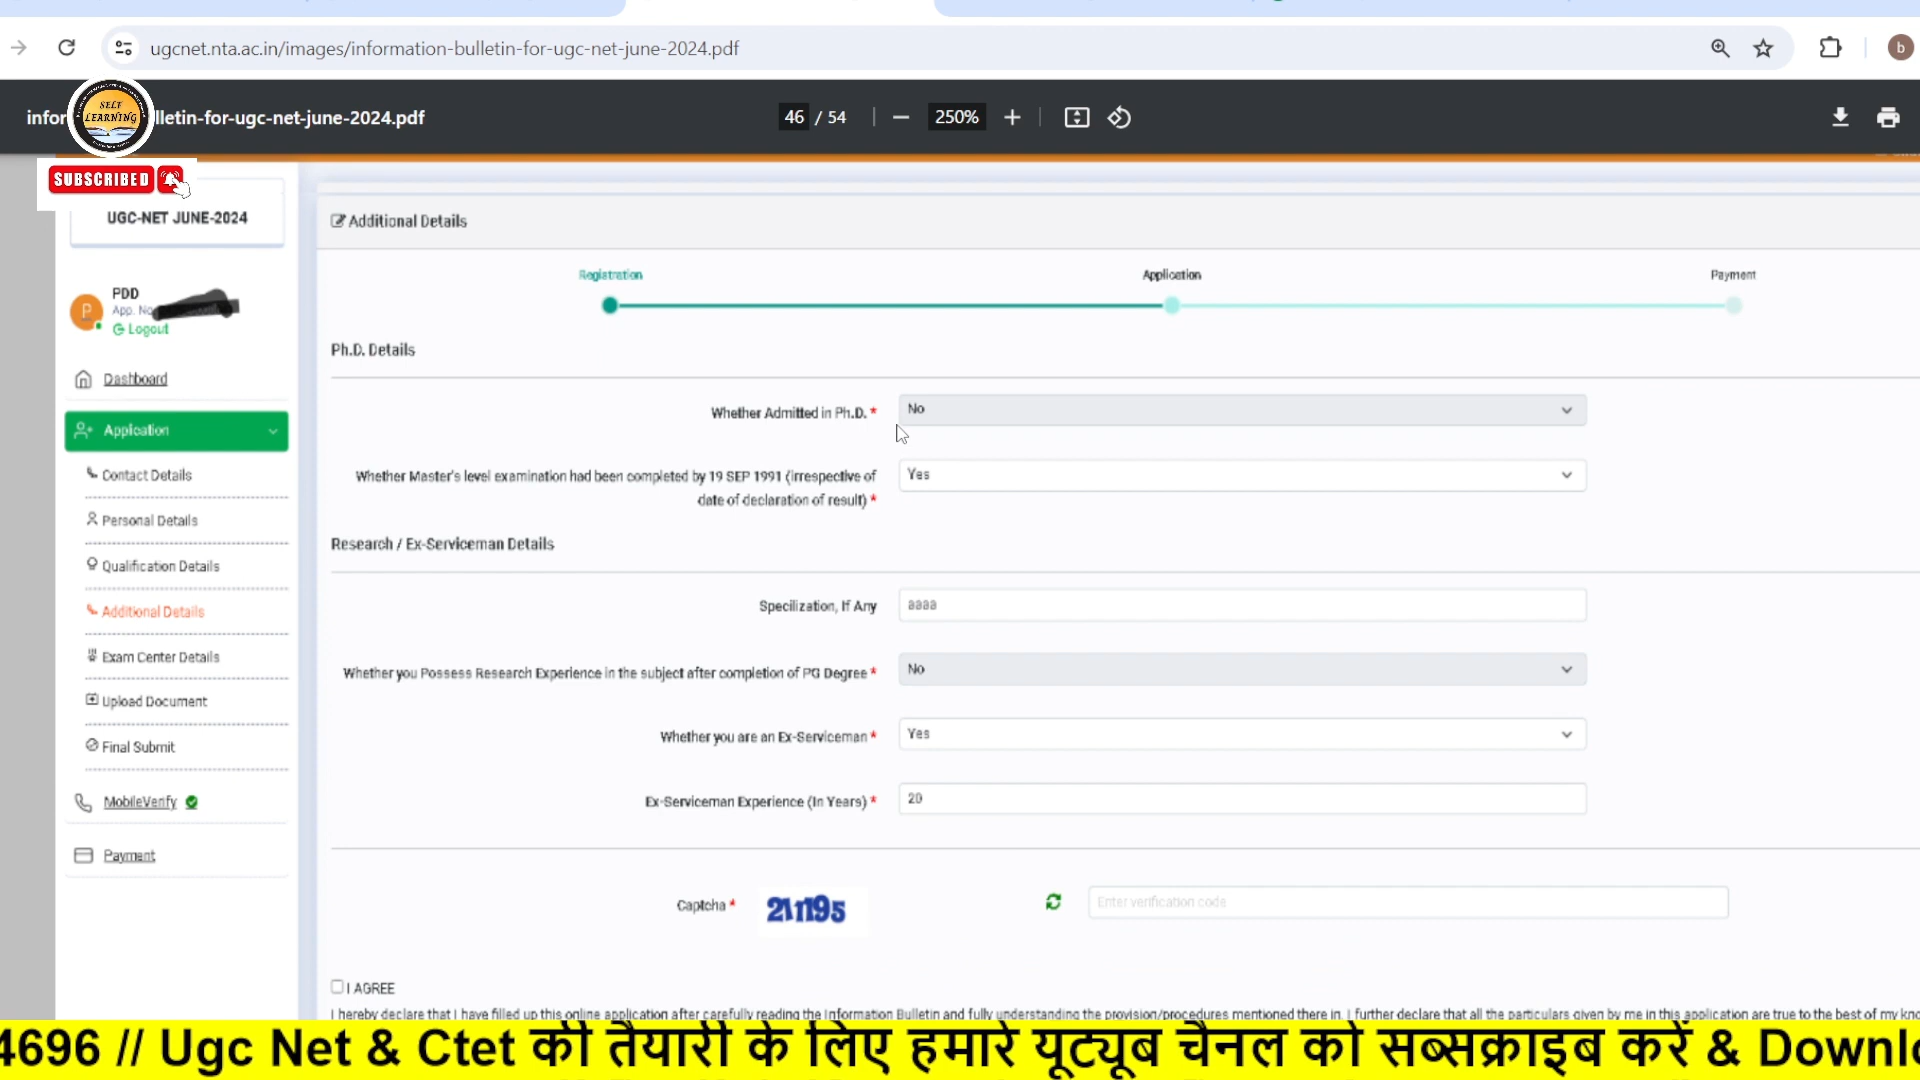 ugcnet.nta.ac.in/images/information-bulletin-for-ugc-net-june-2024.pdf
b
infor
lletin-for-ugc-net-june-2024.pdf
46 / 54
250%
SELF
LEARNING
SUBSCRIBED
UGC-NET JUNE-2024
P
PDD
App. No
Logout
Dashboard
Application
Contact Details
Personal Details
Qualification Details
Additional Details
Exam Center Details
Upload Document
Final Submit
MobileVerify
Payment
Additional Details
Registration
Application
Payment
Ph.D. Details
Whether Admitted in Ph.D. *
No
Whether Master's level examination had been completed by 19 SEP 1991 (irrespective of
date of declaration of result) *
Yes
Research / Ex-Serviceman Details
Specilization, If Any
aaaa
Whether you Possess Research Experience in the subject after completion of PG Degree *
No
Whether you are an Ex-Serviceman *
Yes
Ex-Serviceman Experience (In Years) *
20
Captcha *
Enter verification code
I AGREE
I hereby declare that I have filled up this online application after carefully reading the Information Bulletin and fully understanding the provision/procedures mentioned there in. I further declare that all the particulars given by me in this application are true to the best of my kno
4696 // Ugc Net & Ctet की तैयारी के लिए हमारे यूट्यूब चैनल को सब्सक्राइब करें & Downlo